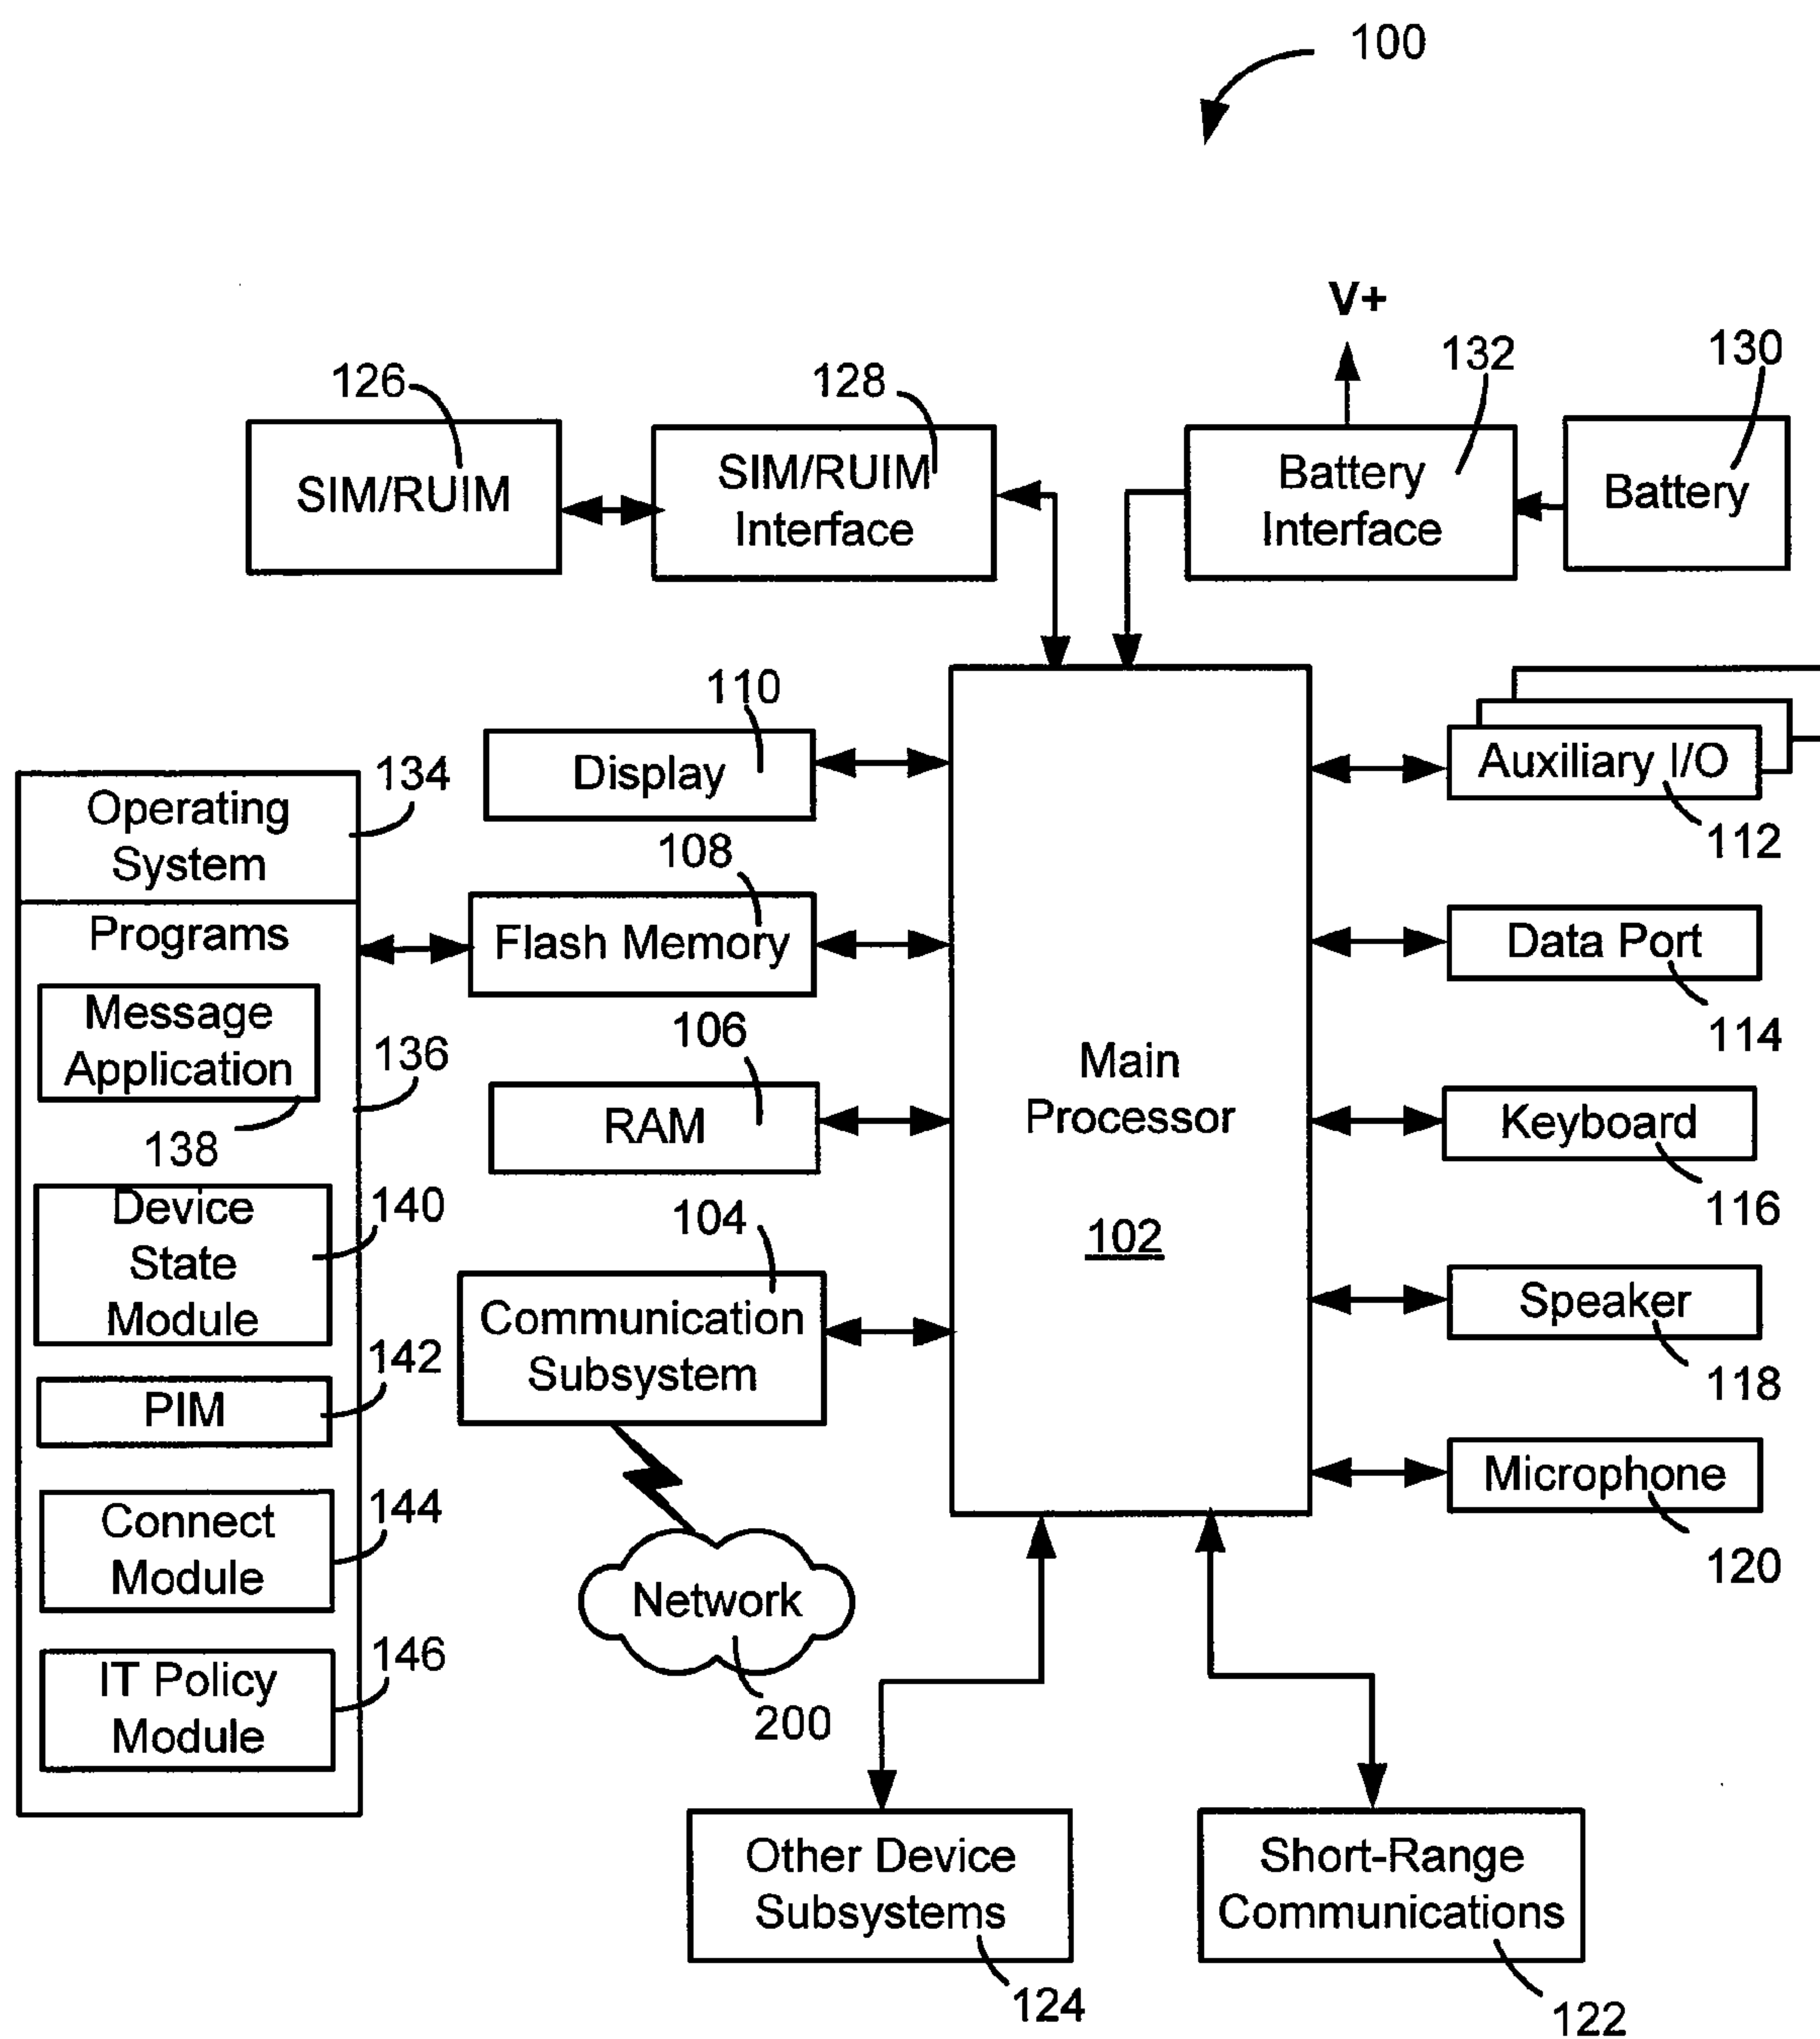 100
V+
126
128
132
130
SIM/RUIM
SIM/RUIM
Interface
Battery
Interface
Battery
110
Display
Auxiliary I/O
112
134
Operating
System
108
Flash Memory
Data Port
114
Programs
Message
Application
138
136
106
RAM
Main
Processor
102
Keyboard
116
Device
State
Module
140
104
Communication
Subsystem
Speaker
118
142
PIM
Microphone
120
144
Connect
Module
Network
200
146
IT Policy
Module
Other Device
Subsystems
124
Short-Range
Communications
122